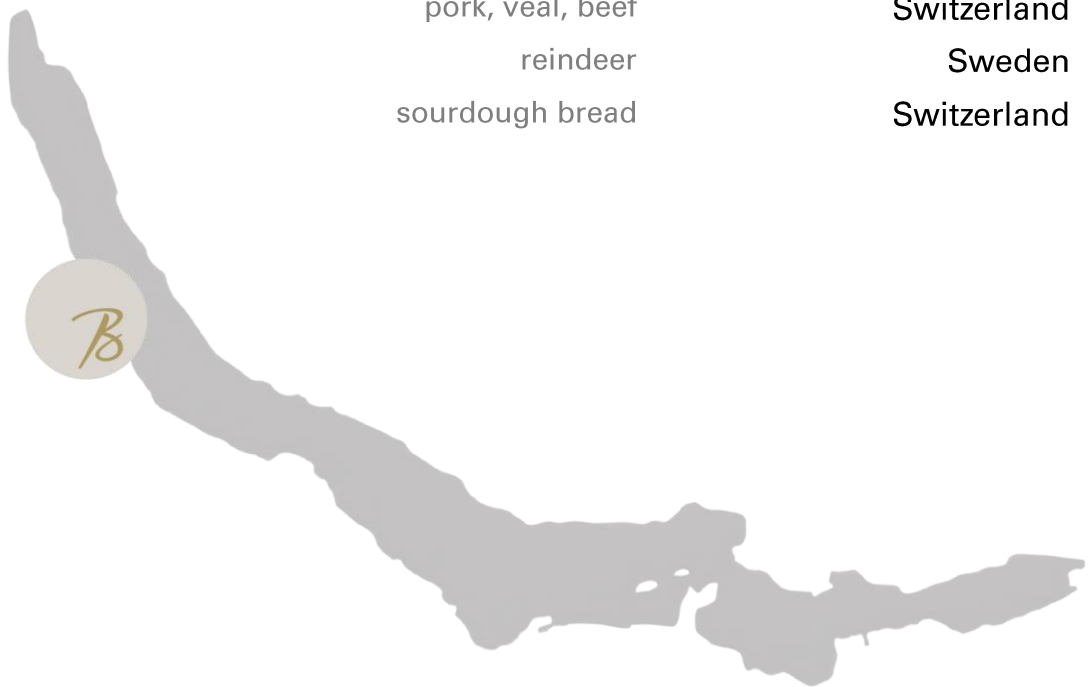 pork, veal, beef Switzerland
reindeer Sweden
sourdough bread Switzerland
B